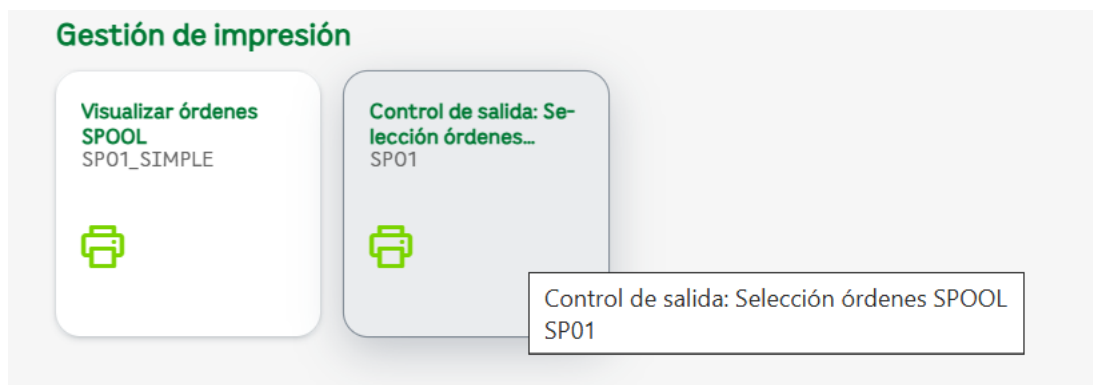 Gestión de impresión
Visualizar órdenes
SPOOL
SP01_SIMPLE
Control de salida: Se-
lección órdenes...
SP01
Control de salida: Selección órdenes SPOOL
SP01